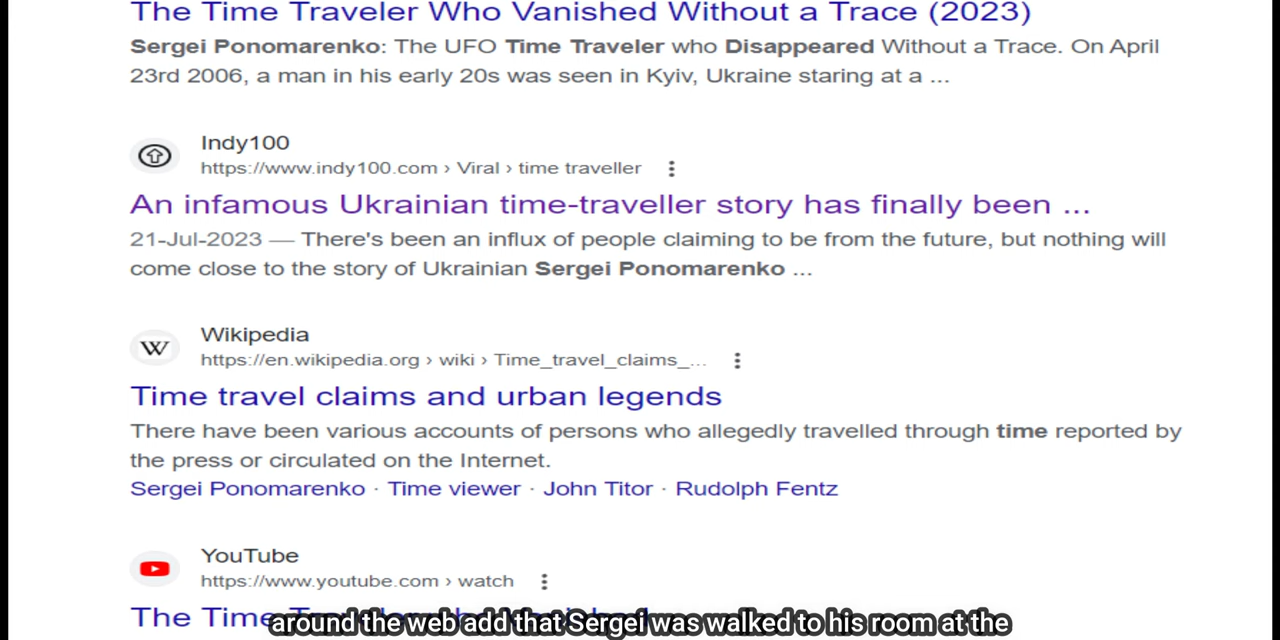 The Time Traveler Who Vanished Without a Trace (2023)
Sergei Ponomarenko: The UFO Time Traveler who Disappeared Without a Trace. On April
23rd 2006, a man in his early 20s was seen in Kyiv, Ukraine staring at a ...
Indy100
https://www.indy100.com › Viral › time traveller
An infamous Ukrainian time-traveller story has finally been ...
21-Jul-2023 — There's been an influx of people claiming to be from the future, but nothing will
come close to the story of Ukrainian Sergei Ponomarenko ...
Wikipedia
https://en.wikipedia.org › wiki › Time_travel_claims_...
Time travel claims and urban legends
There have been various accounts of persons who allegedly travelled through time reported by
the press or circulated on the Internet.
Sergei Ponomarenko · Time viewer · John Titor · Rudolph Fentz
YouTube
https://www.youtube.com › watch
The Time
around the web add that Sergei was walked to his room at the